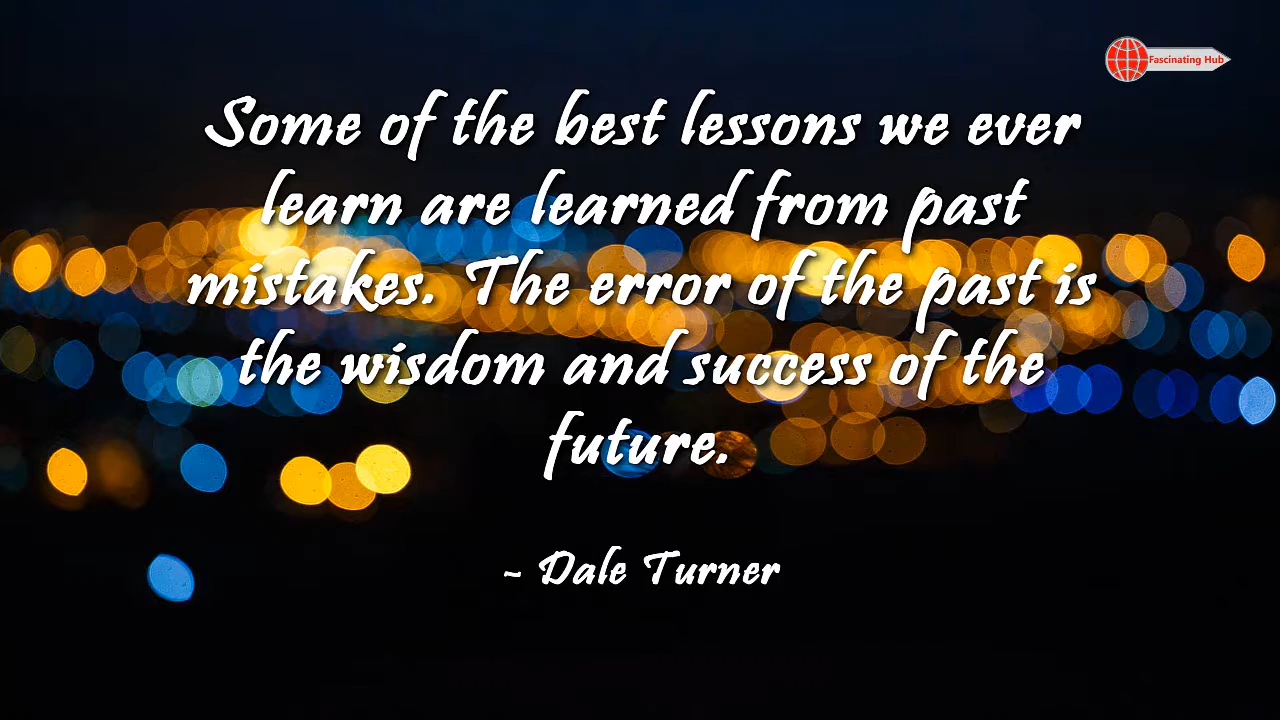 Fascinating Hub
Some of the best lessons we ever
learn are learned from past
mistakes. The error of the past is
the wisdom and success of the
future.
~ Dale Turner